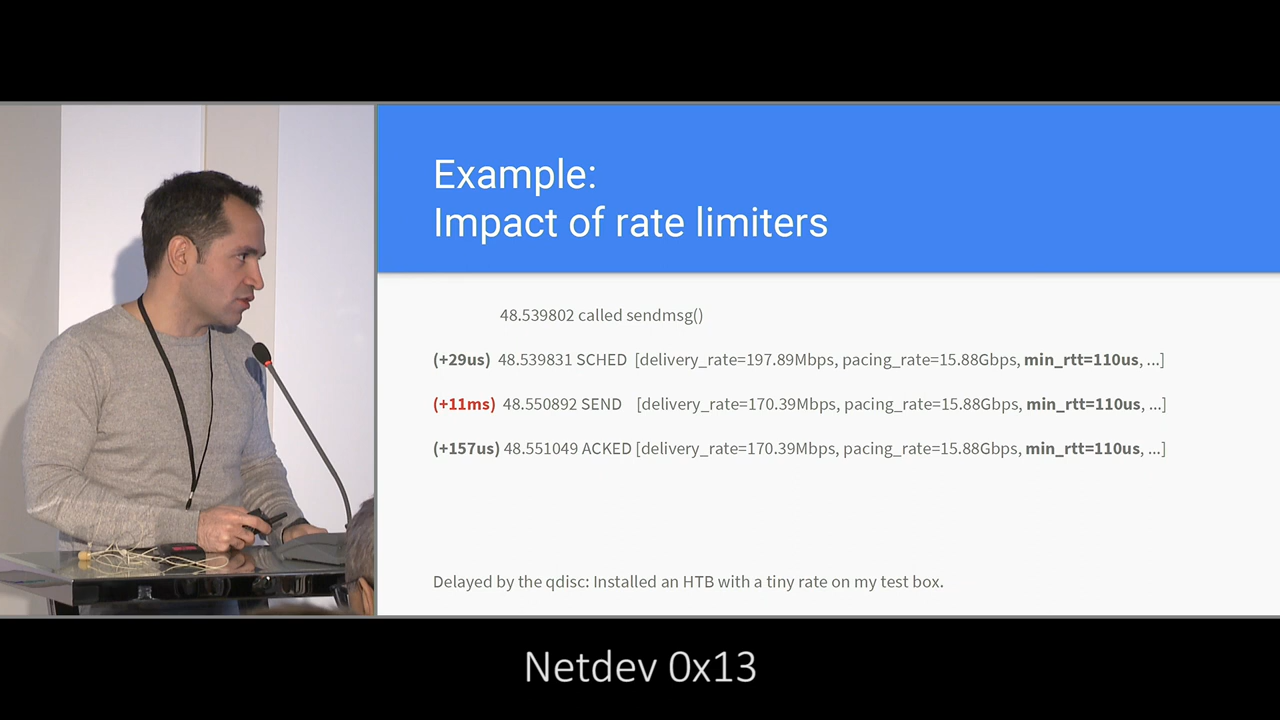 Example:
Impact of rate limiters
48.539802 called sendmsg()
(+29us) 48.539831 SCHED [delivery_rate=197.89Mbps, pacing_rate=15.88Gbps, min_rtt=110us, ...]
(+11ms) 48.550892 SEND [delivery_rate=170.39Mbps, pacing_rate=15.88Gbps, min_rtt=110us, ...]
(+157us) 48.551049 ACKED [delivery_rate=170.39Mbps, pacing_rate=15.88Gbps, min_rtt=110us, ...]
Delayed by the qdisc: Installed an HTB with a tiny rate on my test box.
Netdev 0x13